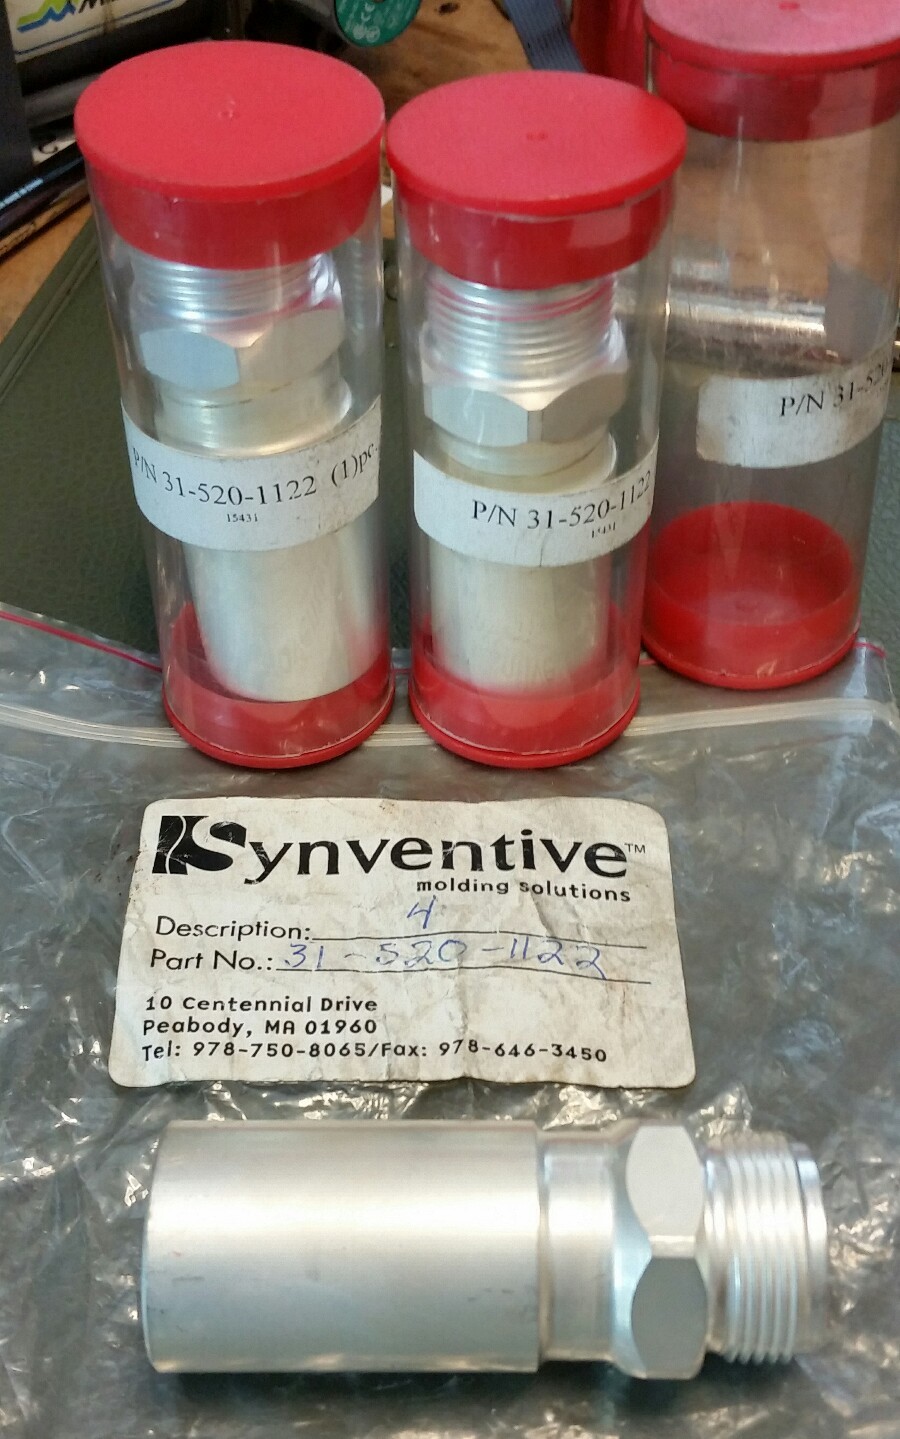 P/N 31-520-1122 (1)pc.
15431
P/N 31-520-1122
P/N 31-520
Synventive™
molding solutions
Description: 4
Part No.: 31-520-1122
10 Centennial Drive
Peabody, MA 01960
Tel: 978-750-8065/Fax: 978-646-3450